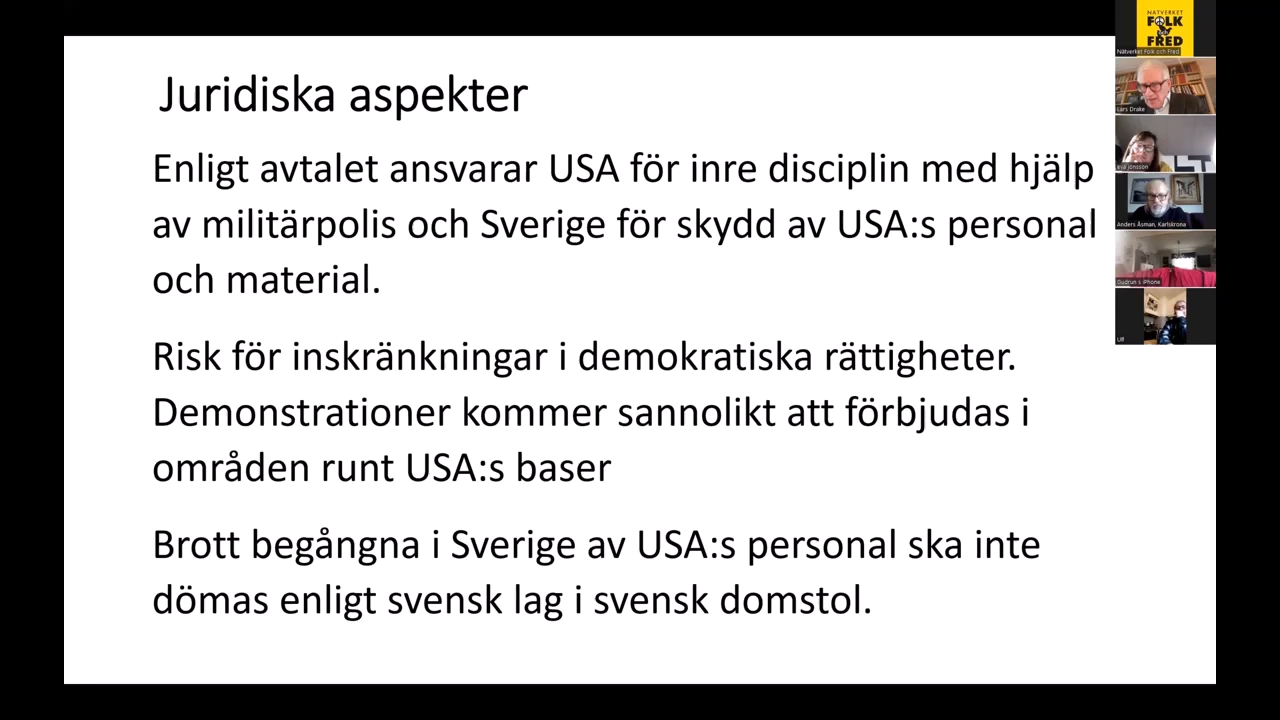 Juridiska aspekter
Enligt avtalet ansvarar USA för inre disciplin med hjälp
av militärpolis och Sverige för skydd av USA:s personal
och material.
Risk för inskränkningar i demokratiska rättigheter.
Demonstrationer kommer sannolikt att förbjudas i
områden runt USA:s baser
Brott begångna i Sverige av USA:s personal ska inte
dömas enligt svensk lag i svensk domstol.
NÄTVERKET
FOLK
och
FRED
Nätverket Folk och Fred
Lars Drake
Jonsson
Anders Åsman, Karlskrona
Gudrun s iPhone
Ulf